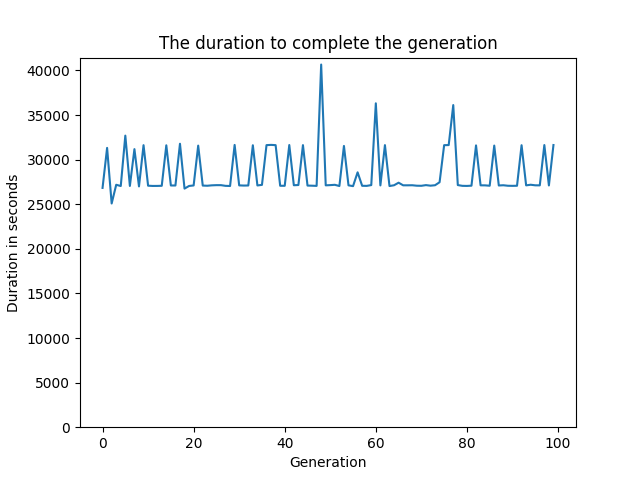 The duration to complete the generation
40000
35000
30000
25000
20000
15000
10000
5000
0
Duration in seconds
0 20 40 60 80 100
Generation